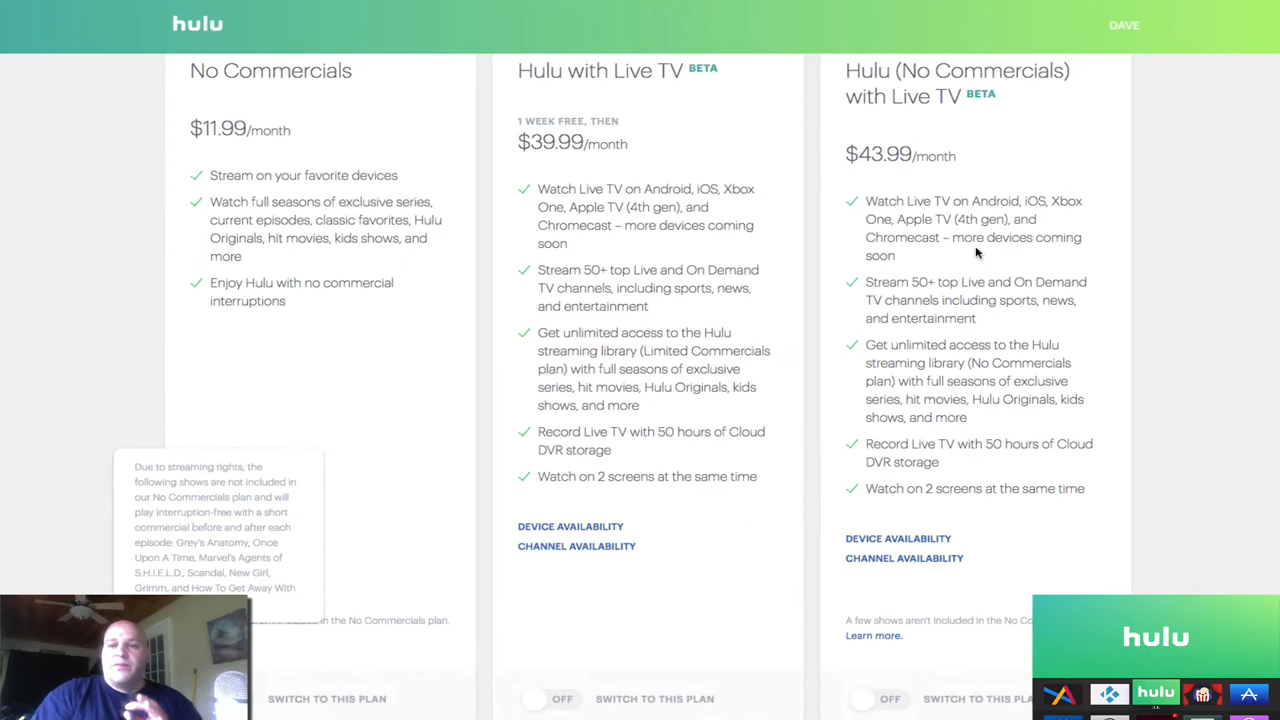 hulu
DAVE
No Commercials
$11.99/month
Stream on your favorite devices
Watch full seasons of exclusive series,
current episodes, classic favorites, Hulu
Originals, hit movies, kids shows, and
more
Enjoy Hulu with no commercial
interruptions
Due to streaming rights, the
following shows are not included in
our No Commercials plan and will
play interruption-free with a short
commercial before and after each
episode: Grey's Anatomy, Once
Upon A Time, Marvel's Agents of
S.H.I.E.L.D., Scandal, New Girl,
Grimm, and How To Get Away With
in the No Commercials plan.
SWITCH TO THIS PLAN
Hulu with Live TV BETA
1 WEEK FREE, THEN
$39.99/month
Watch Live TV on Android, iOS, Xbox
One, Apple TV (4th gen), and
Chromecast – more devices coming
soon
Stream 50+ top Live and On Demand
TV channels, including sports, news,
and entertainment
Get unlimited access to the Hulu
streaming library (Limited Commercials
plan) with full seasons of exclusive
series, hit movies, Hulu Originals, kids
shows, and more
Record Live TV with 50 hours of Cloud
DVR storage
Watch on 2 screens at the same time
DEVICE AVAILABILITY
CHANNEL AVAILABILITY
OFF SWITCH TO THIS PLAN
Hulu (No Commercials)
with Live TV BETA
$43.99/month
Watch Live TV on Android, iOS, Xbox
One, Apple TV (4th gen), and
Chromecast – more devices coming
soon
Stream 50+ top Live and On Demand
TV channels including sports, news,
and entertainment
Get unlimited access to the Hulu
streaming library (No Commercials
plan) with full seasons of exclusive
series, hit movies, Hulu Originals, kids
shows, and more
Record Live TV with 50 hours of Cloud
DVR storage
Watch on 2 screens at the same time
DEVICE AVAILABILITY
CHANNEL AVAILABILITY
A few shows aren't included in the No
Learn more.
OFF SWITCH TO THIS PLA
hulu
hulu